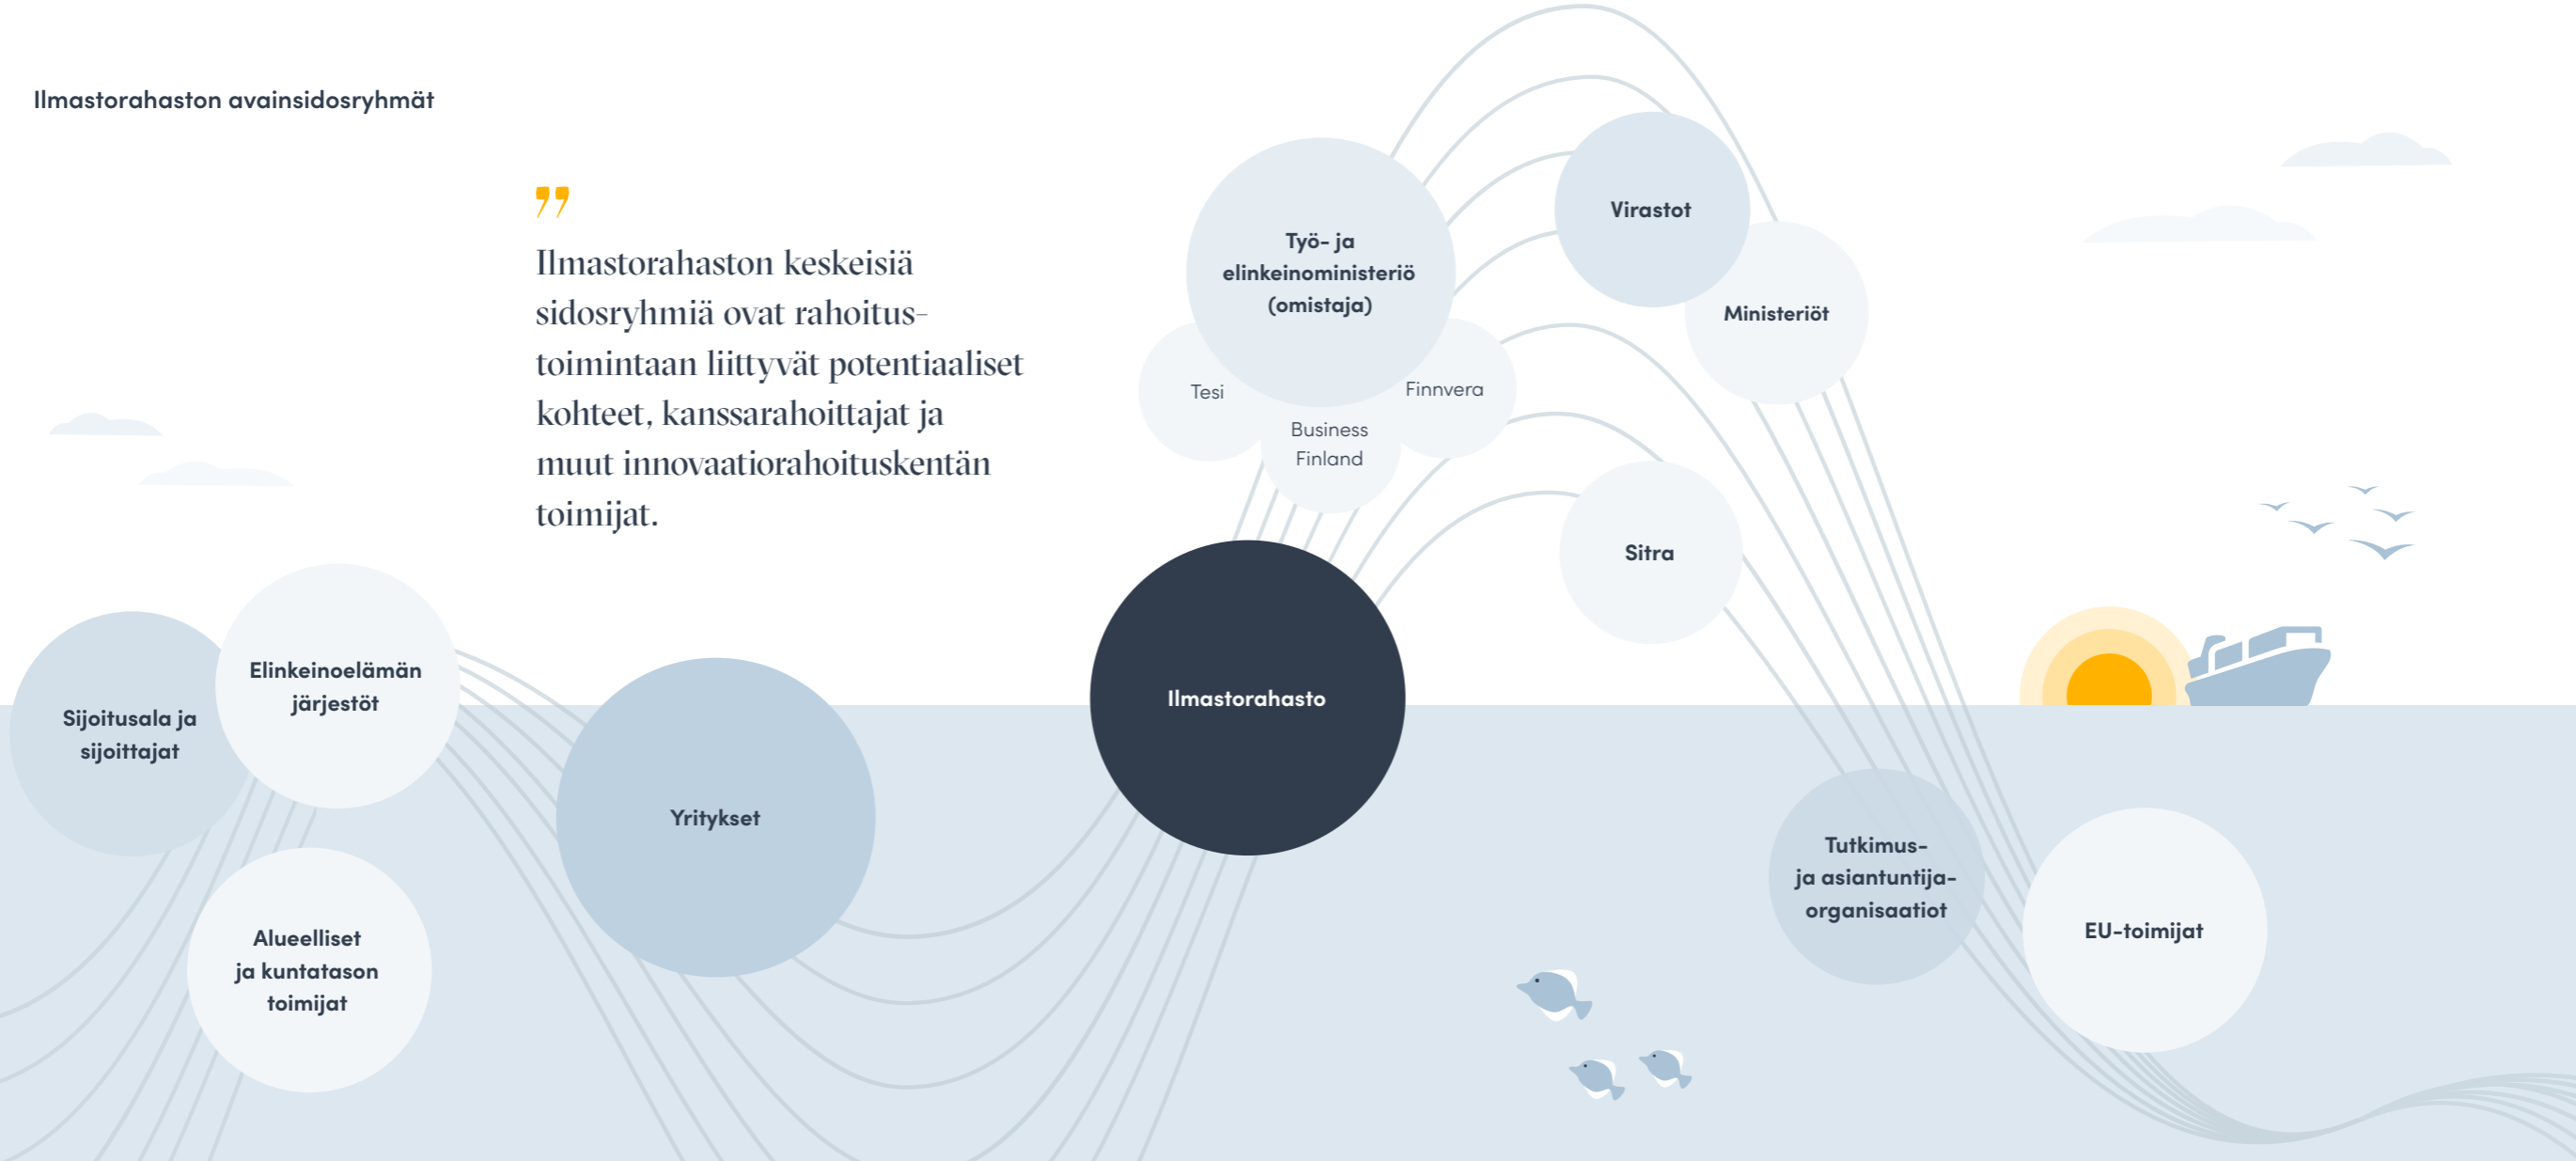 Ilmastorahaston avainsidosryhmät
”
Ilmastorahaston keskeisiä
sidosryhmiä ovat rahoitus-
toimintaan liittyvät potentiaaliset
kohteet, kanssarahoittajat ja
muut innovaatiorahoituskentän
toimijat.
Työ- ja
elinkeinoministeriö
(omistaja)
Tesi
Business
Finland
Finnvera
Virastot
Ministeriöt
Sitra
Ilmastorahasto
Elinkeinoelämän
järjestöt
Sijoitusala ja
sijoittajat
Alueelliset
ja kuntatason
toimijat
Yritykset
Tutkimus-
ja asiantuntija-
organisaatiot
EU-toimijat